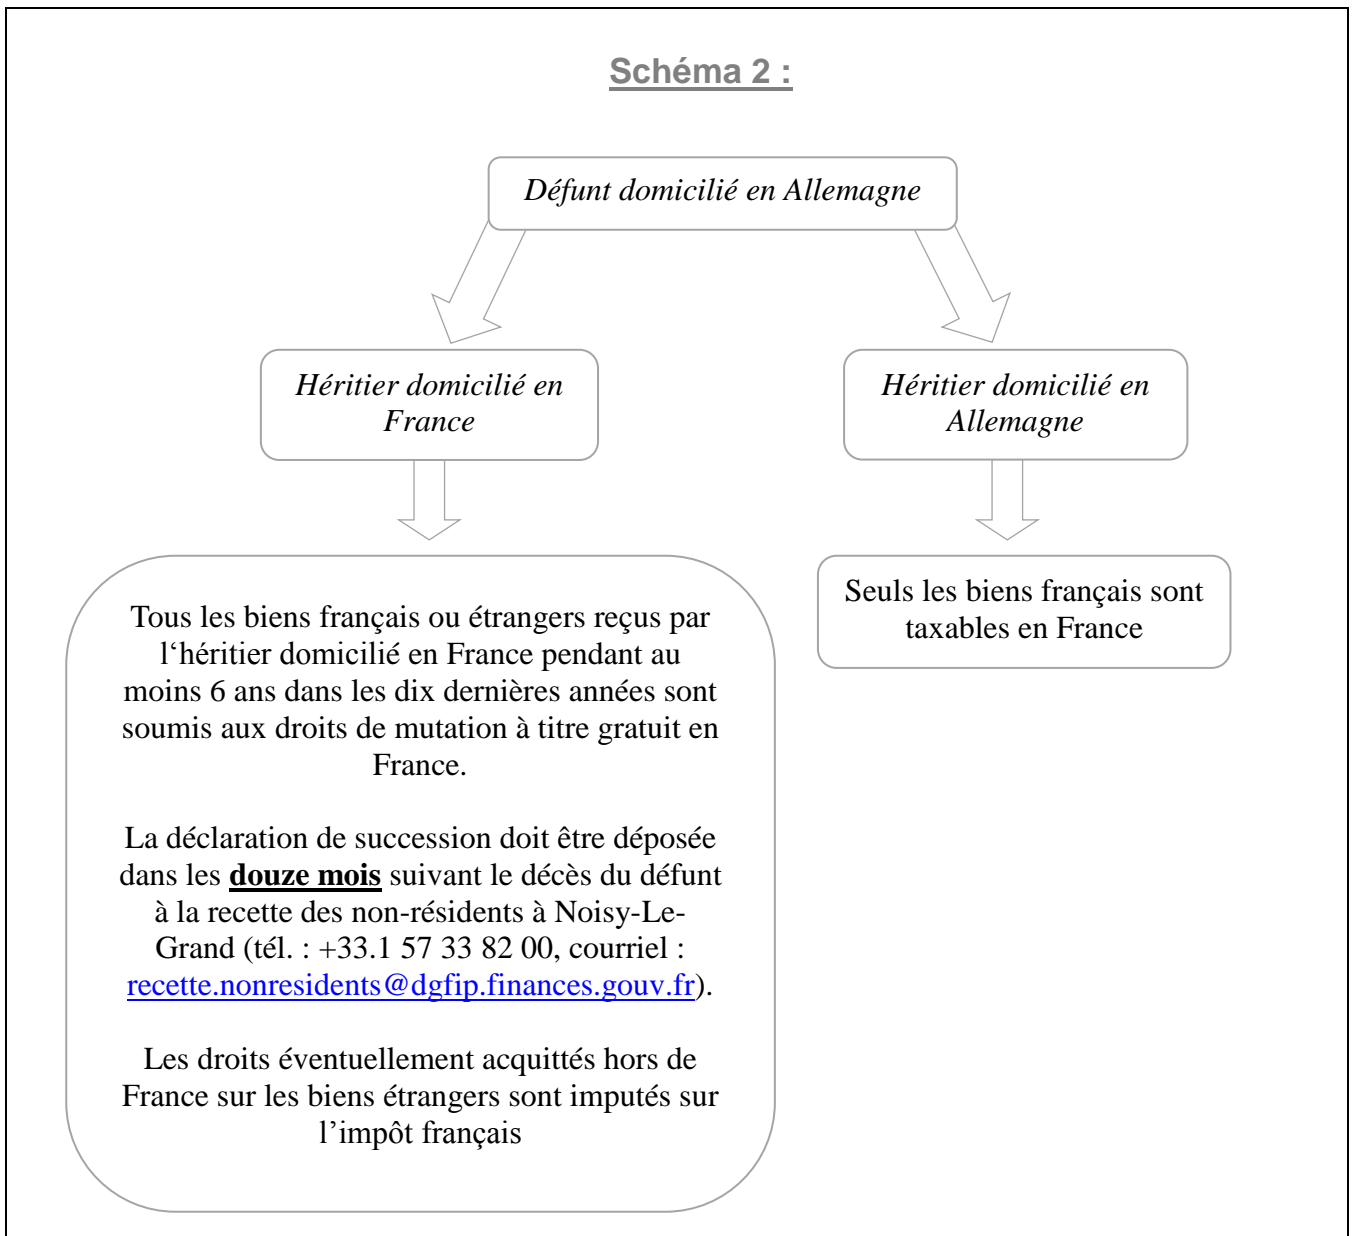 Schéma 2 :
Défunt domicilié en Allemagne
Héritier domicilié en
France
Héritier domicilié en
Allemagne
Tous les biens français ou étrangers reçus par
l‘héritier domicilié en France pendant au
moins 6 ans dans les dix dernières années sont
soumis aux droits de mutation à titre gratuit en
France.
La déclaration de succession doit être déposée
dans les douze mois suivant le décès du défunt
à la recette des non-résidents à Noisy-Le-
Grand (tél. : +33.1 57 33 82 00, courriel :
recette.nonresidents@dgfip.finances.gouv.fr).
Les droits éventuellement acquittés hors de
France sur les biens étrangers sont imputés sur
l’impôt français
Seuls les biens français sont
taxables en France